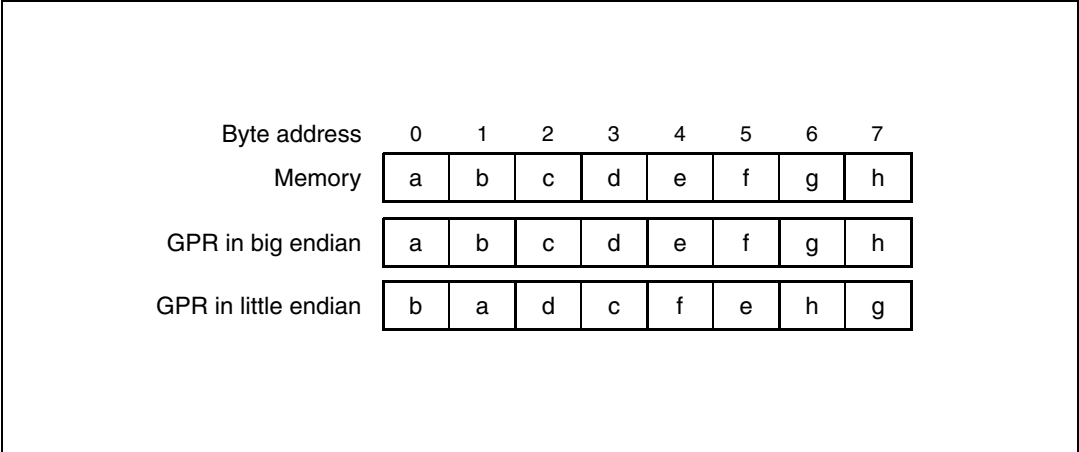 Byte address 0 1 2 3 4 5 6 7
Memory a b c d e f g h
GPR in big endian a b c d e f g h
GPR in little endian b a d c f e h g